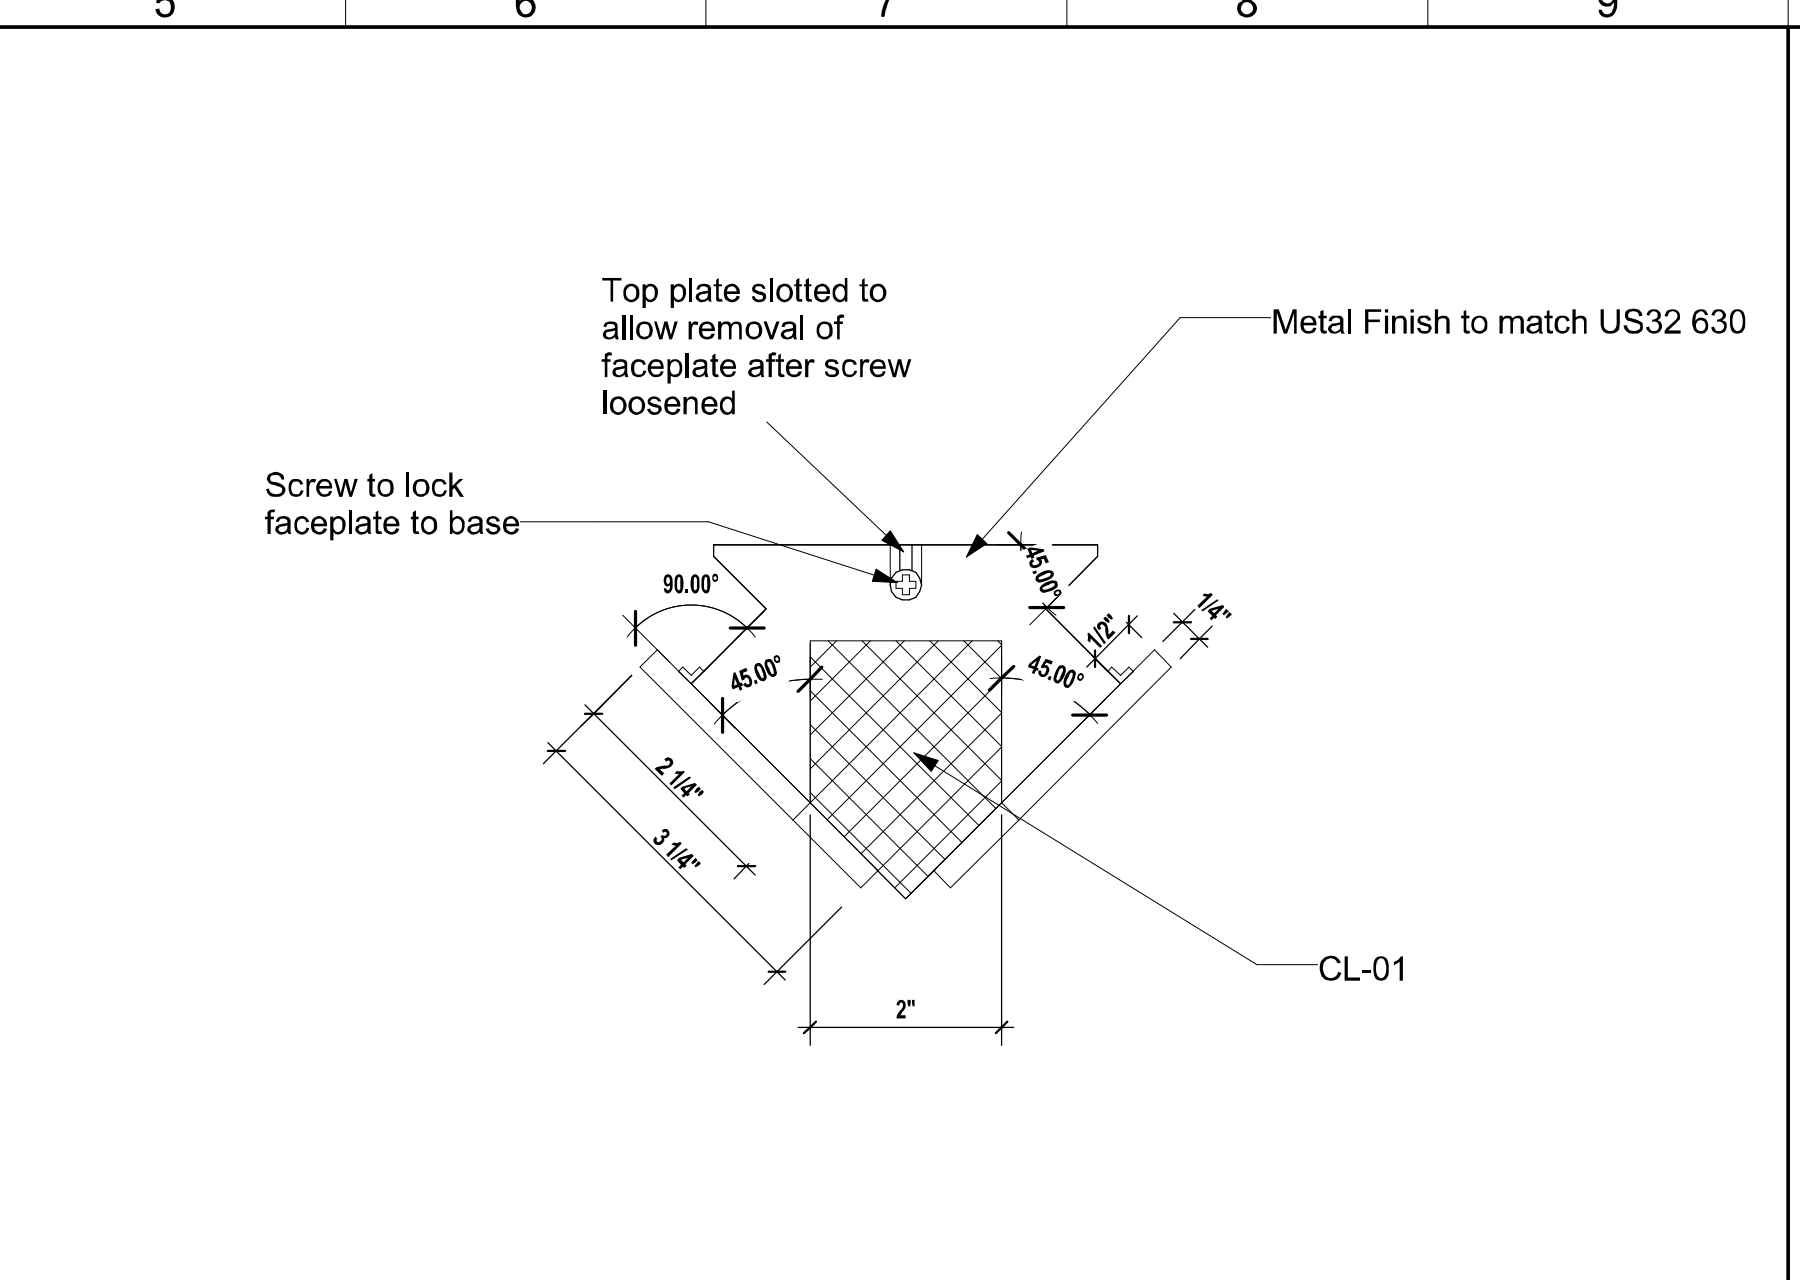 5 6 7 8 9
Top plate slotted to
allow removal of
faceplate after screw
loosened
Metal Finish to match US32 630
Screw to lock
faceplate to base
90.00°
45.00°
1/4"
1/2"
45.00°
45.00°
2 1/4"
3 1/4"
CL-01
2"